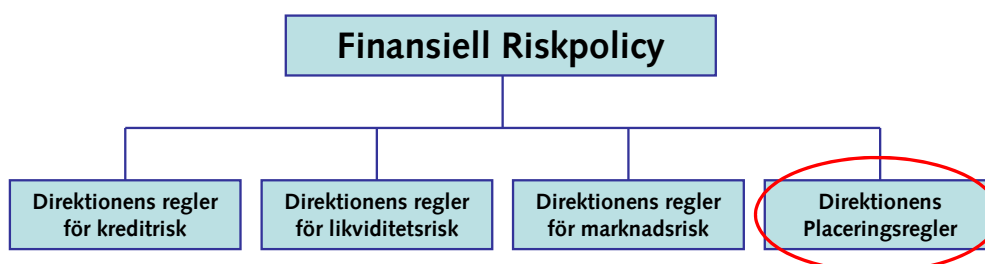 Finansiell Riskpolicy
Direktionens regler
för kreditrisk
Direktionens regler
för likviditetsrisk
Direktionens regler
för marknadsrisk
Direktionens
Placeringsregler